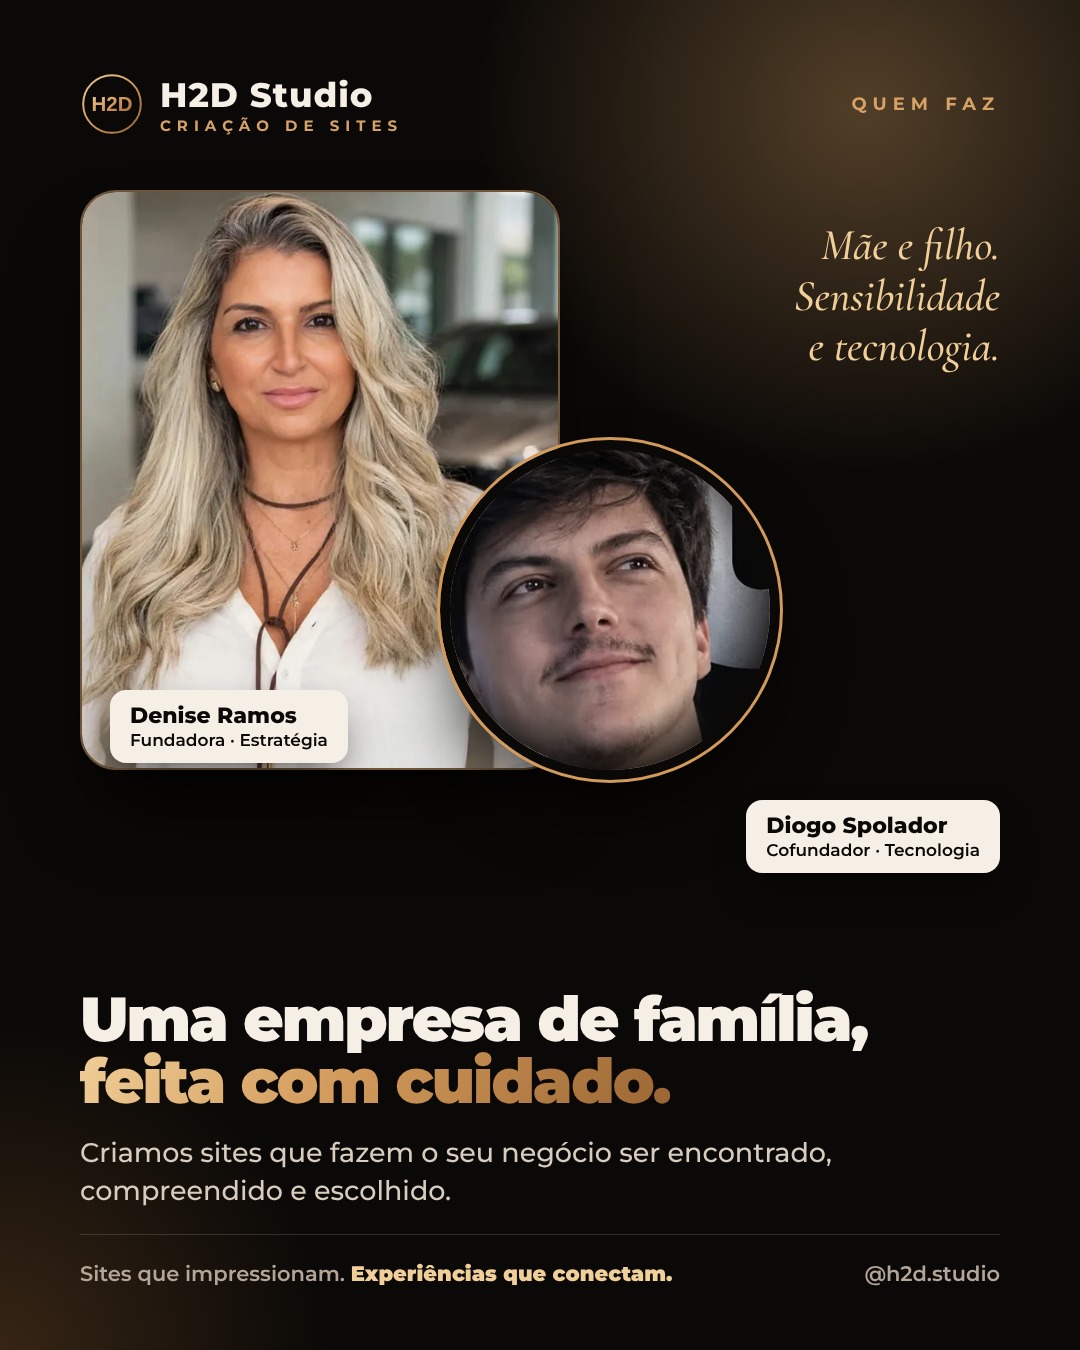 H2D
H2D Studio
CRIAÇÃO DE SITES
QUEM FAZ
Mãe e filho.
Sensibilidade
e tecnologia.
Denise Ramos
Fundadora · Estratégia
Diogo Spolador
Cofundador · Tecnologia
Uma empresa de família,
feita com cuidado.
Criamos sites que fazem o seu negócio ser encontrado,
compreendido e escolhido.
Sites que impressionam. Experiências que conectam.
@h2d.studio